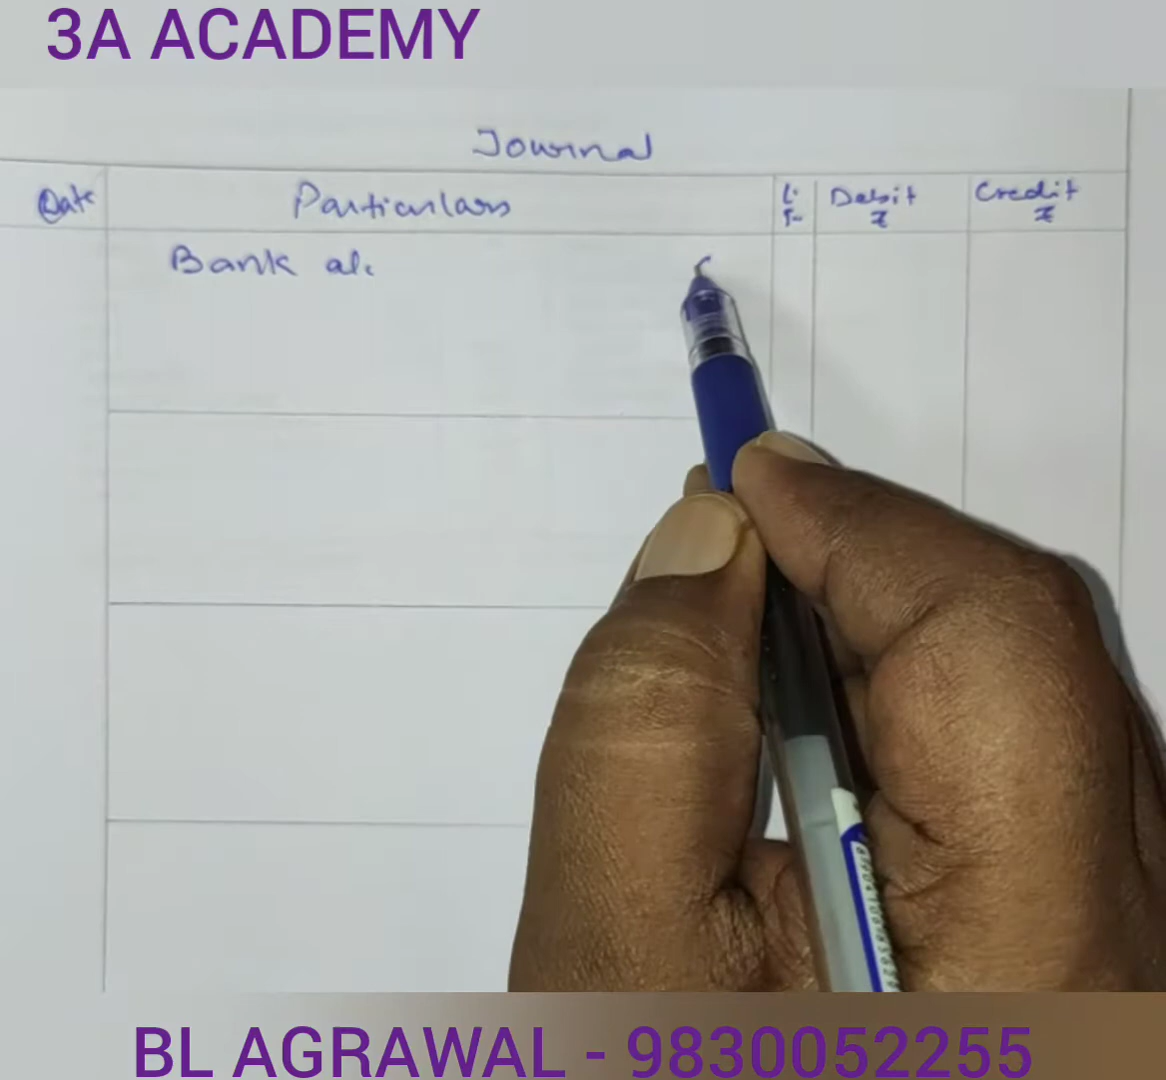 3A ACADEMY
Journal
Date Particulars L. F. Debit ₹ Credit ₹
Bank a/c
BL AGRAWAL - 9830052255